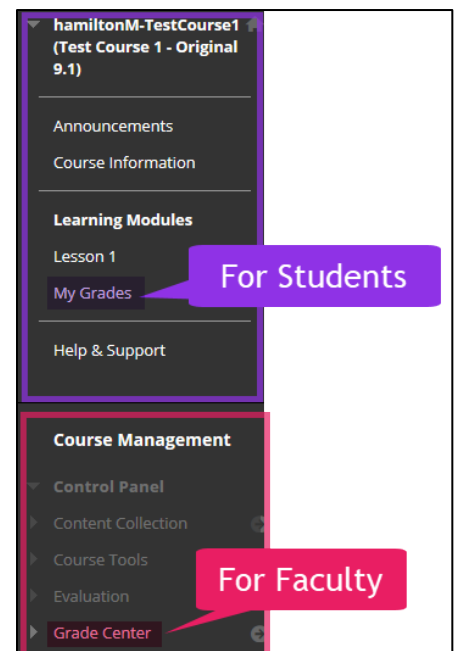 hamiltonM-TestCourse1
(Test Course 1 - Original
9.1)
Announcements
Course Information
Learning Modules
Lesson 1
For Students
My Grades
Help & Support
Course Management
Control Panel
Content Collection
Course Tools
For Faculty
Evaluation
Grade Center